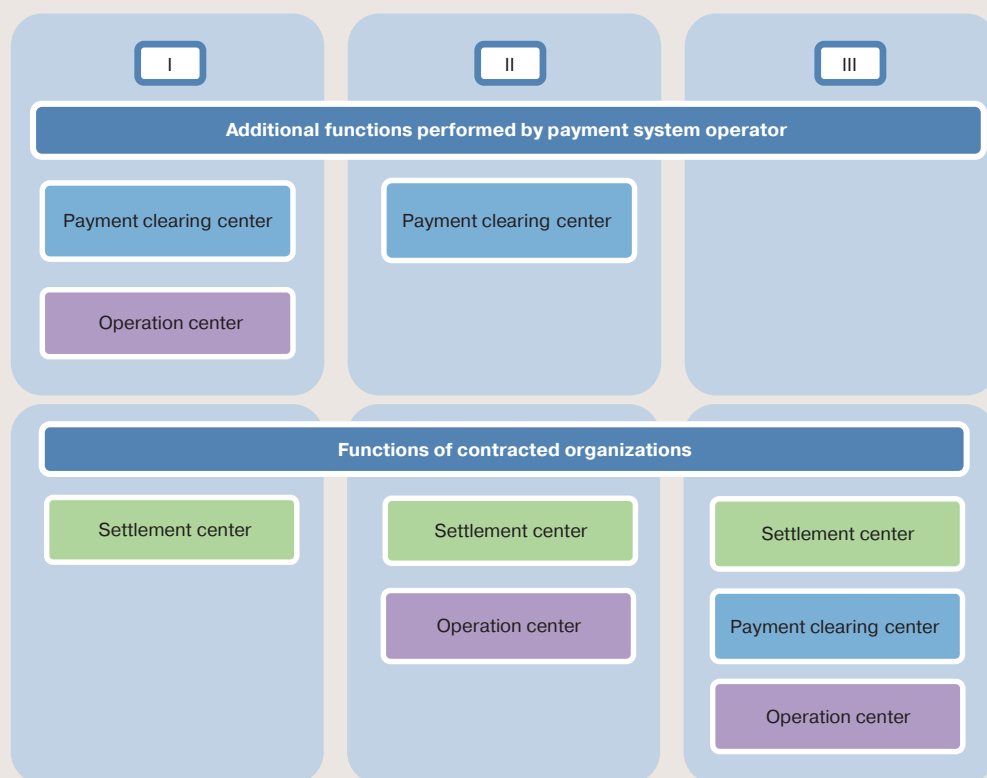 I
II
III
Additional functions performed by payment system operator
Payment clearing center
Payment clearing center
Operation center
Functions of contracted organizations
Settlement center
Settlement center
Settlement center
Operation center
Payment clearing center
Operation center